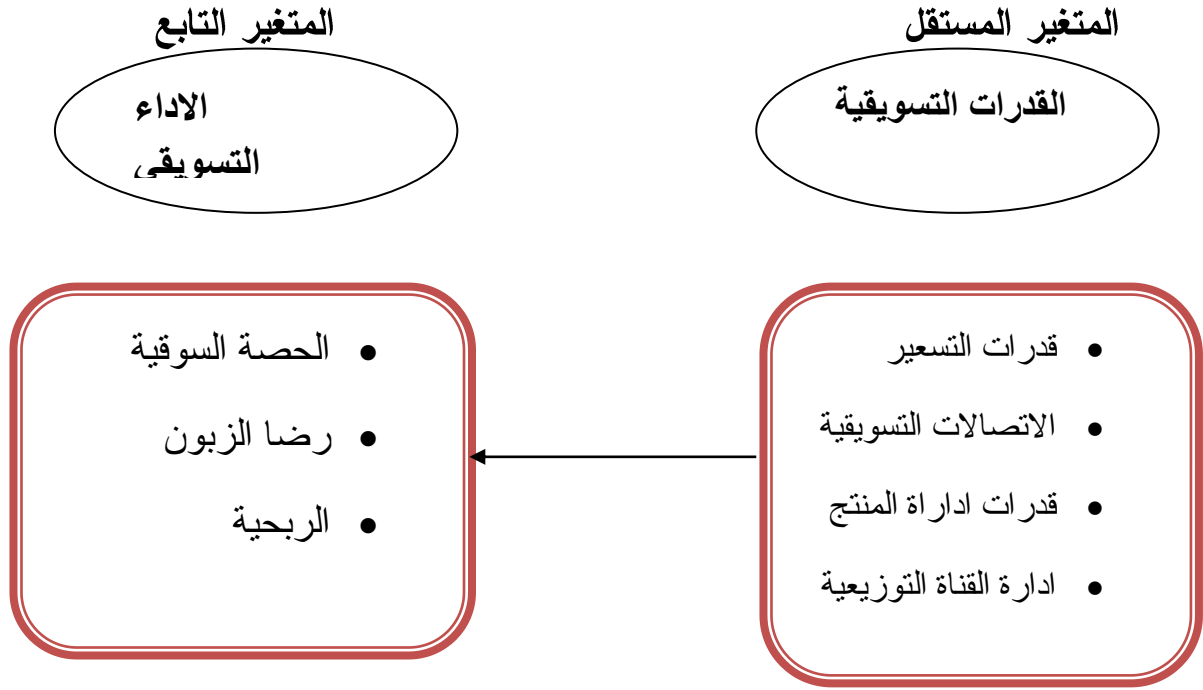 المتغير المستقل
المتغير التابع
القدرات التسويقية
الاداء
التسويقي
• قدرات التسعير
• الاتصالات التسويقية
• قدرات اداراة المنتج
• ادارة القناة التوزيعية
• الحصة السوقية
• رضا الزبون
• الربحية